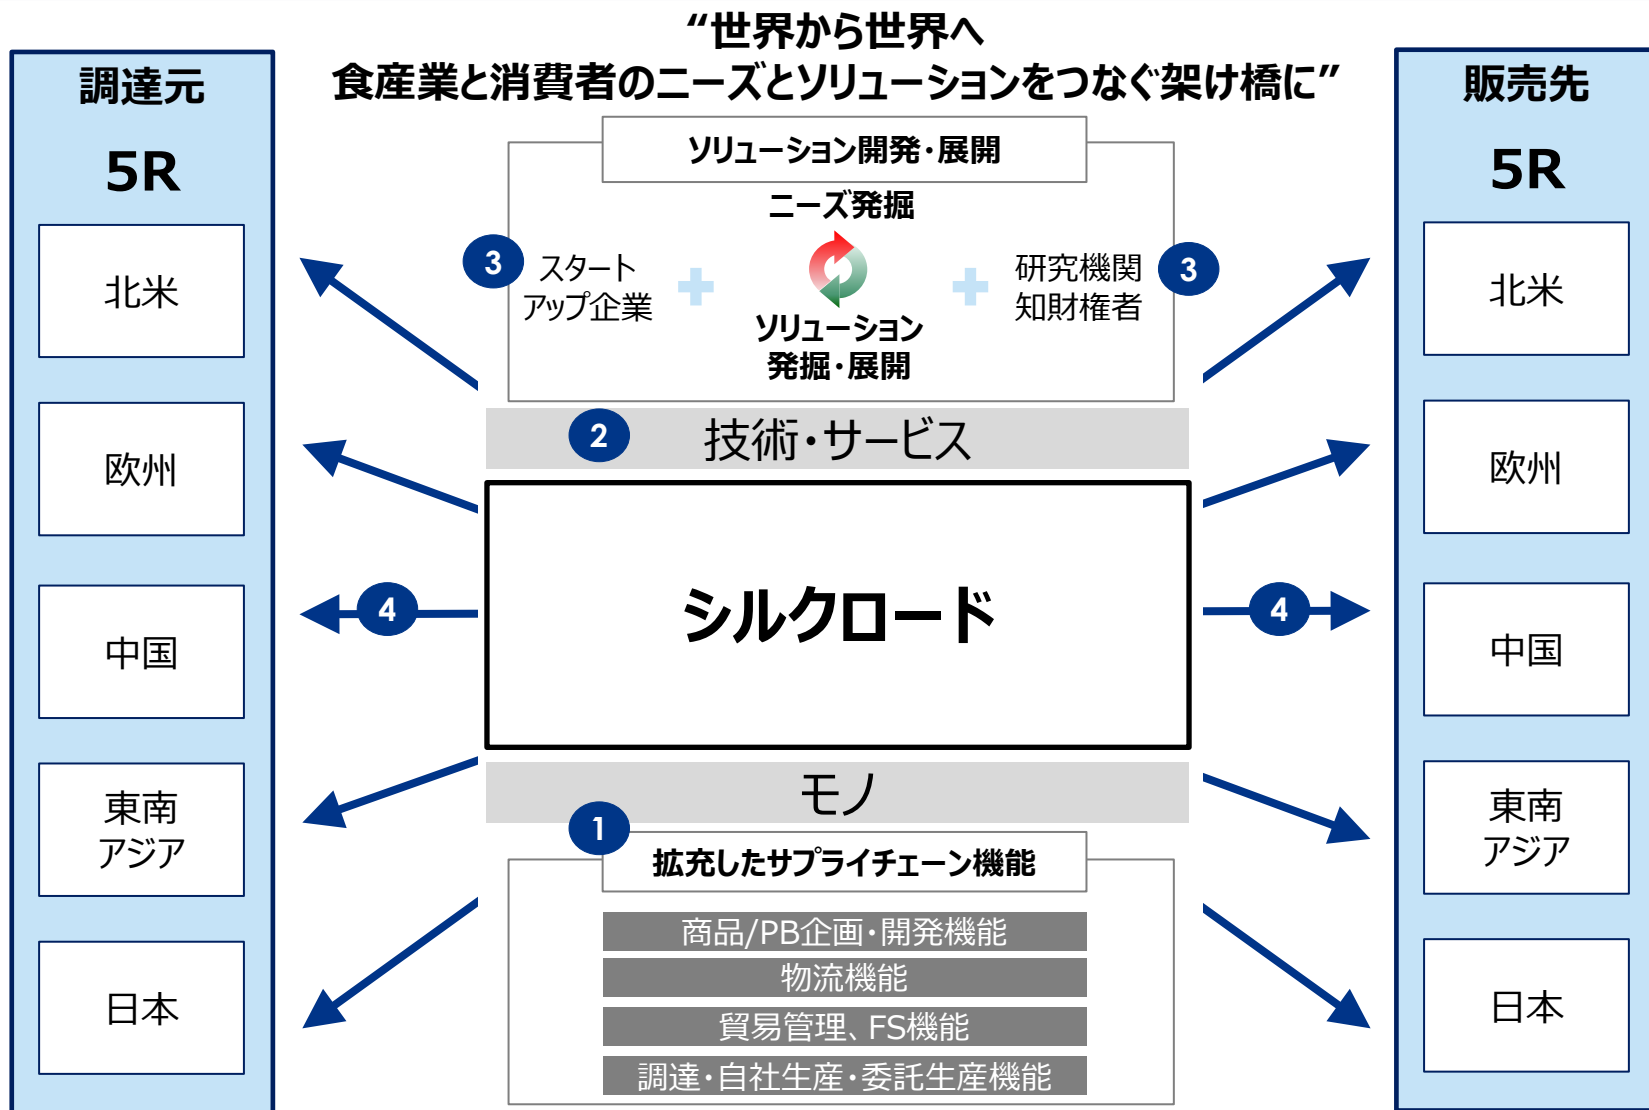 “世界から世界へ
食産業と消費者のニーズとソリューションをつなぐ架け橋に”
調達元
5R
北米
欧州
中国
東南
アジア
日本
ソリューション開発・展開
ニーズ発掘
3
スタート
アップ企業
ソリューション
発掘・展開
研究機関
知財権者
3
2
技術・サービス
4
シルクロード
4
モノ
1
拡充したサプライチェーン機能
商品/PB企画・開発機能
物流機能
貿易管理、FS機能
調達・自社生産・委託生産機能
販売先
5R
北米
欧州
中国
東南
アジア
日本